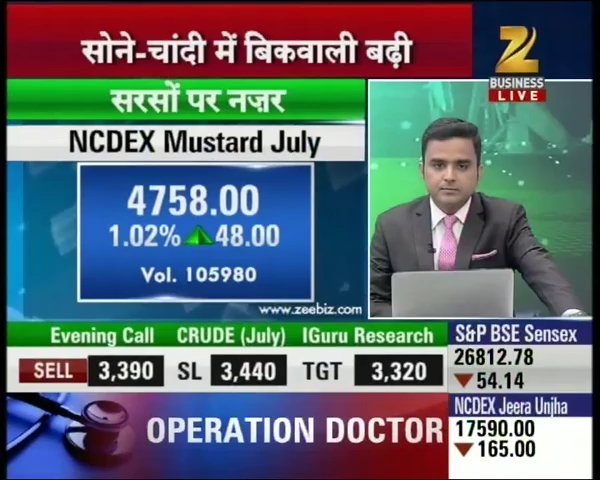 सोने-चांदी में बिकवाली बढ़ी
Z
BUSINESS
LIVE
सरसों पर नज़र
NCDEX Mustard July
4758.00
1.02% 48.00
Vol. 105980
www.zeebiz.com
Evening Call CRUDE (July) IGuru Research
SELL 3,390 SL 3,440 TGT 3,320
S&P BSE Sensex
26812.78
54.14
NCDEX Jeera Unjha
17590.00
165.00
OPERATION DOCTOR